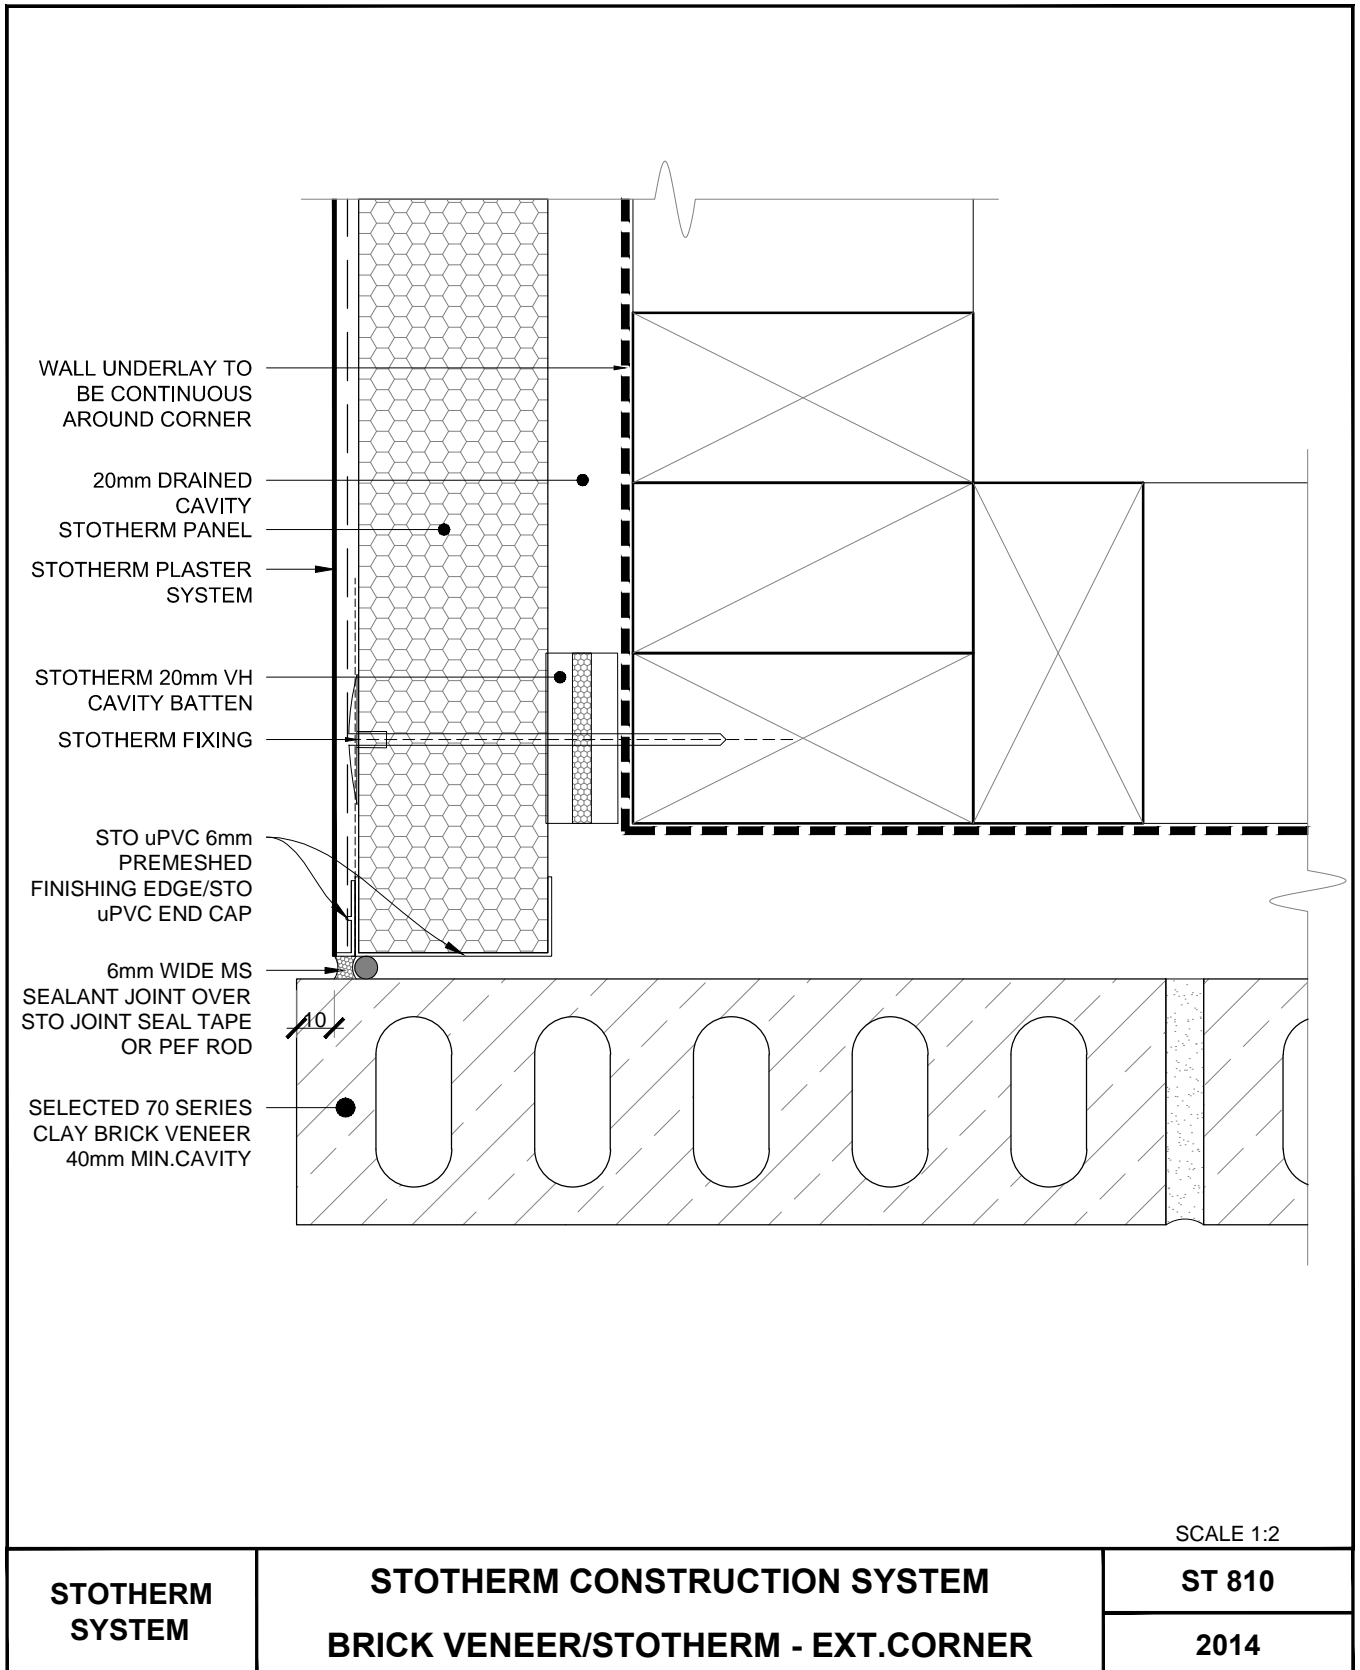 WALL UNDERLAY TO
BE CONTINUOUS
AROUND CORNER
20mm DRAINED
CAVITY
STOTHERM PANEL
STOTHERM PLASTER
SYSTEM
STOTHERM 20mm VH
CAVITY BATTEN
STOTHERM FIXING
STO uPVC 6mm
PREMESHED
FINISHING EDGE/STO
uPVC END CAP
6mm WIDE MS
SEALANT JOINT OVER
STO JOINT SEAL TAPE
OR PEF ROD
10
SELECTED 70 SERIES
CLAY BRICK VENEER
40mm MIN.CAVITY
SCALE 1:2
STOTHERM
SYSTEM
STOTHERM CONSTRUCTION SYSTEM
BRICK VENEER/STOTHERM - EXT.CORNER
ST 810
2014